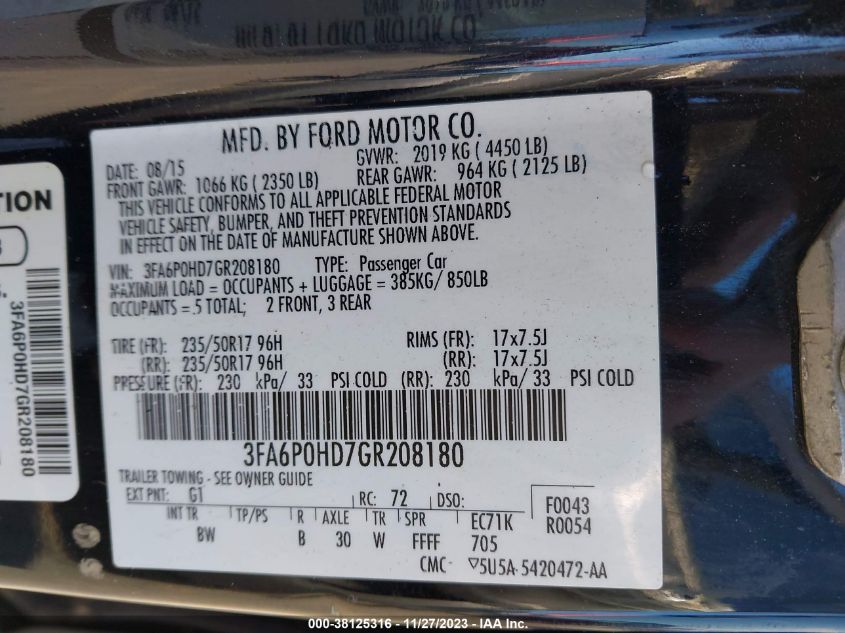 MFD. BY FORD MOTOR CO.
DATE: 08/15 GVWR: 2019 KG ( 4450 LB)
FRONT GAWR: 1066 KG ( 2350 LB) REAR GAWR: 964 KG ( 2125 LB)
THIS VEHICLE CONFORMS TO ALL APPLICABLE FEDERAL MOTOR
VEHICLE SAFETY, BUMPER, AND THEFT PREVENTION STANDARDS
IN EFFECT ON THE DATE OF MANUFACTURE SHOWN ABOVE.
VIN: 3FA6P0HD7GR208180 TYPE: Passenger Car
MAXIMUM LOAD = OCCUPANTS + LUGGAGE = 385KG/ 850LB
OCCUPANTS = 5 TOTAL; 2 FRONT, 3 REAR
TIRE (FR): 235/50R17 96H RIMS (FR): 17x7.5J
(RR): 235/50R17 96H (RR): 17x7.5J
PRESSURE (FR): 230 kPa/ 33 PSI COLD (RR): 230 kPa/ 33 PSI COLD
3FA6P0HD7GR208180
TRAILER TOWING - SEE OWNER GUIDE
EXT PNT: G1 RC: 72 DSO: F0043
R0054
INT TR TP/PS R AXLE TR SPR EC71K
BW B 30 W FFFF 705
CMC- ▽5U5A-5420472-AA
TION
3FA6P0HD7GR208180
000-38125316 - 11/27/2023 - IAA Inc.